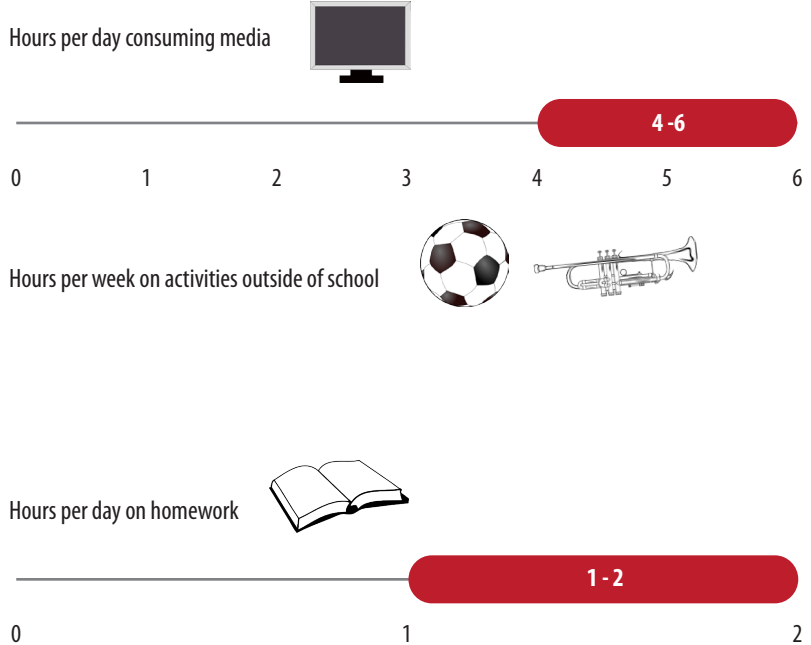 Hours per day consuming media
4 -6
0 1 2 3 4 5 6
Hours per week on activities outside of school
Hours per day on homework
1 - 2
0 1 2